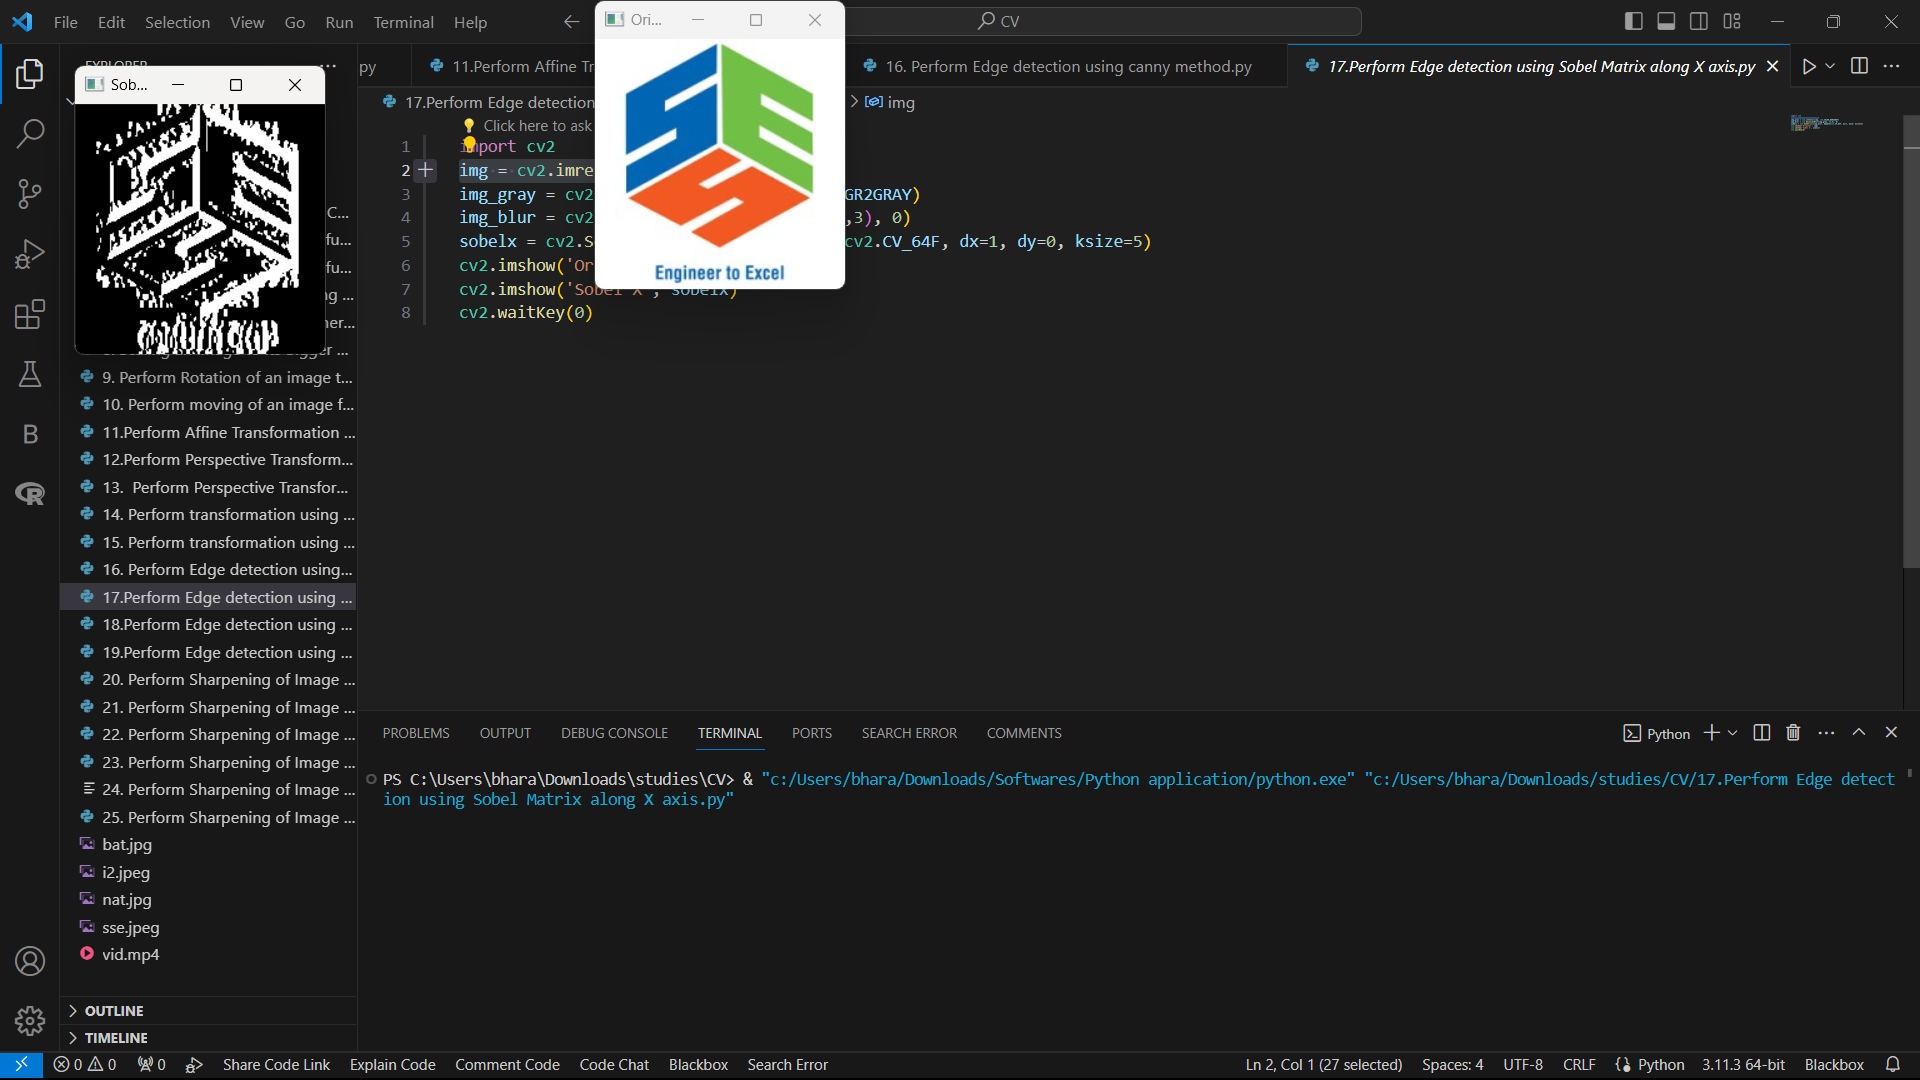 File Edit Selection View Go Run Terminal Help
CV
EXPLORER
Sob...
Ori...
Engineer to Excel
py
11.Perform Affine Tr
16. Perform Edge detection using canny method.py
17.Perform Edge detection using Sobel Matrix along X axis.py
17.Perform Edge detection
img
Click here to ask
1 import cv2
2 img = cv2.imre
3 img_gray = cv2 GR2GRAY)
4 img_blur = cv2 ,3), 0)
5 sobelx = cv2.S cv2.CV_64F, dx=1, dy=0, ksize=5)
6 cv2.imshow('Or
7 cv2.imshow('Sobel X', sobelx)
8 cv2.waitKey(0)
C...
fu...
fu...
ng ...
ner...
9. Perform Rotation of an image t...
10. Perform moving of an image f...
11.Perform Affine Transformation ...
12.Perform Perspective Transform...
13. Perform Perspective Transfor...
14. Perform transformation using ...
15. Perform transformation using ...
16. Perform Edge detection using...
17.Perform Edge detection using ...
18.Perform Edge detection using ...
19.Perform Edge detection using ...
20. Perform Sharpening of Image ...
21. Perform Sharpening of Image ...
22. Perform Sharpening of Image ...
23. Perform Sharpening of Image ...
24. Perform Sharpening of Image ...
25. Perform Sharpening of Image ...
bat.jpg
i2.jpeg
nat.jpg
sse.jpeg
vid.mp4
OUTLINE
TIMELINE
PROBLEMS OUTPUT DEBUG CONSOLE TERMINAL PORTS SEARCH ERROR COMMENTS
Python
PS C:\Users\bhara\Downloads\studies\CV> & "c:/Users/bhara/Downloads/Softwares/Python application/python.exe" "c:/Users/bhara/Downloads/studies/CV/17.Perform Edge detect
ion using Sobel Matrix along X axis.py"
0 0 0 Share Code Link Explain Code Comment Code Code Chat Blackbox Search Error
Ln 2, Col 1 (27 selected) Spaces: 4 UTF-8 CRLF Python 3.11.3 64-bit Blackbox